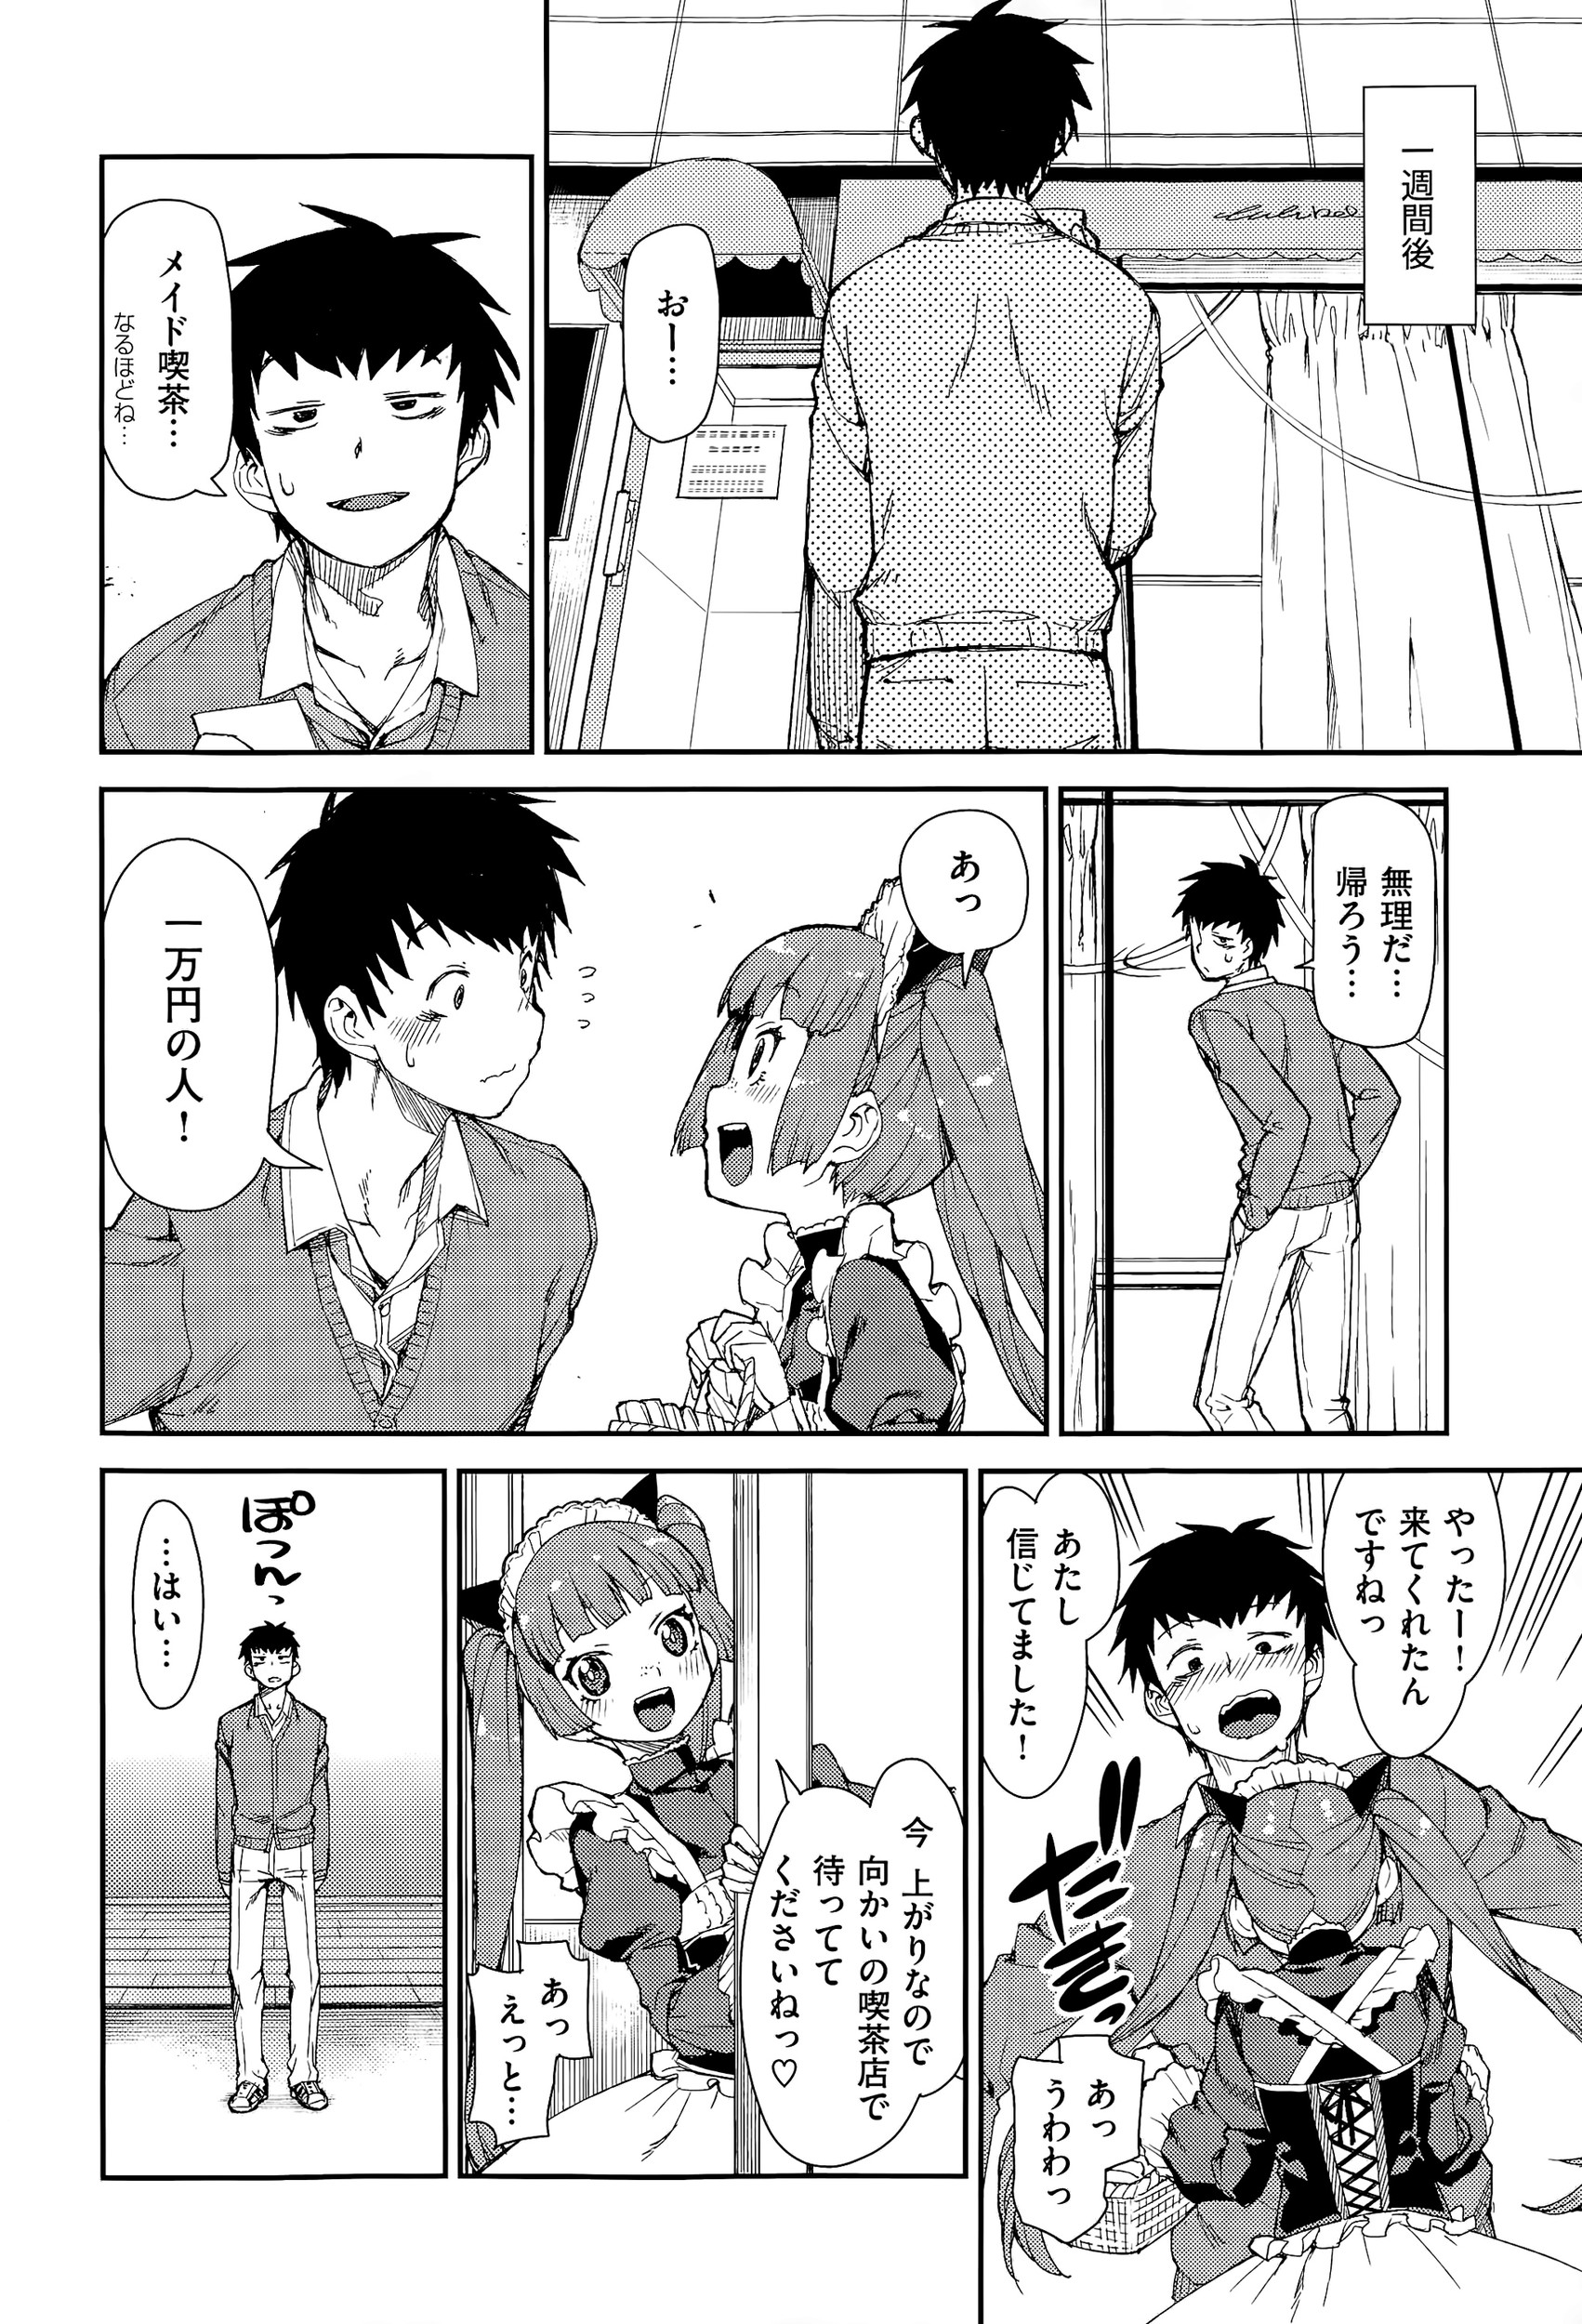 一週間後
おー…
メイド喫茶…
なるほどね…
無理だ…
帰ろう…
あっ
一万円の人！
やったー！
来てくれたん
ですねっ
あたし
信じてました！
だきっ
あっ
うわわっ
今 上がりなので
向かいの喫茶店で
待ってて
くださいねっ♡
あっ
えっと…
ぽつんっ
…はい…